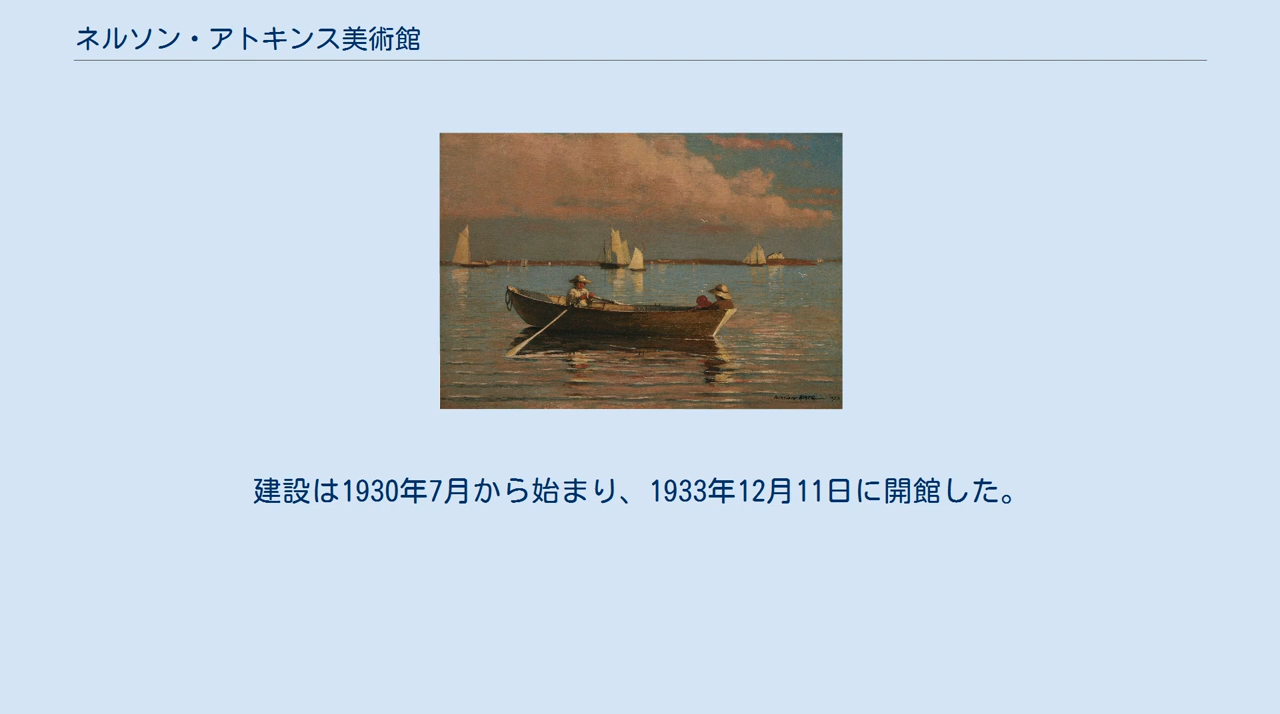 ネルソン・アトキンス美術館
建設は1930年7月から始まり、1933年12月11日に開館した。